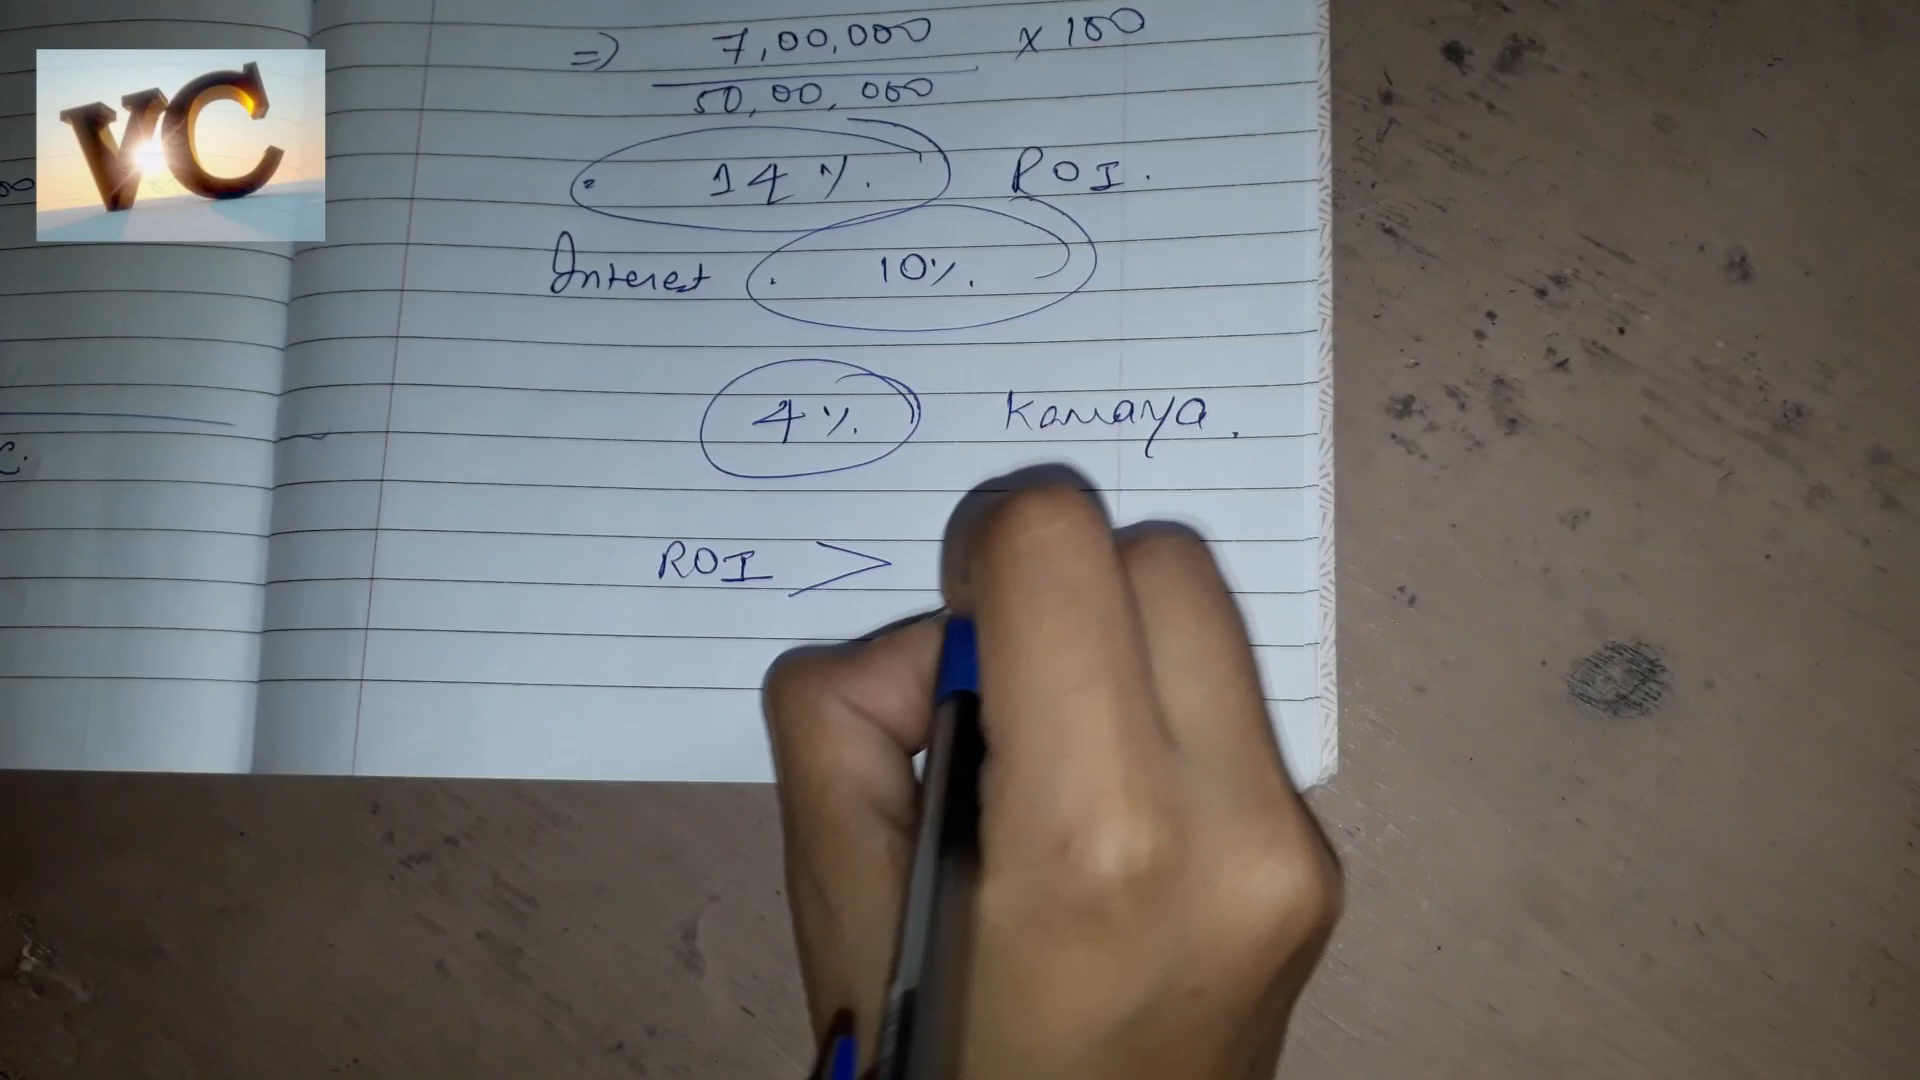 VC
=> 7,00,000 x 100
50,00,000
= 14 %. ROI.
Interest . 10%.
4 %. Kamaya.
ROI >